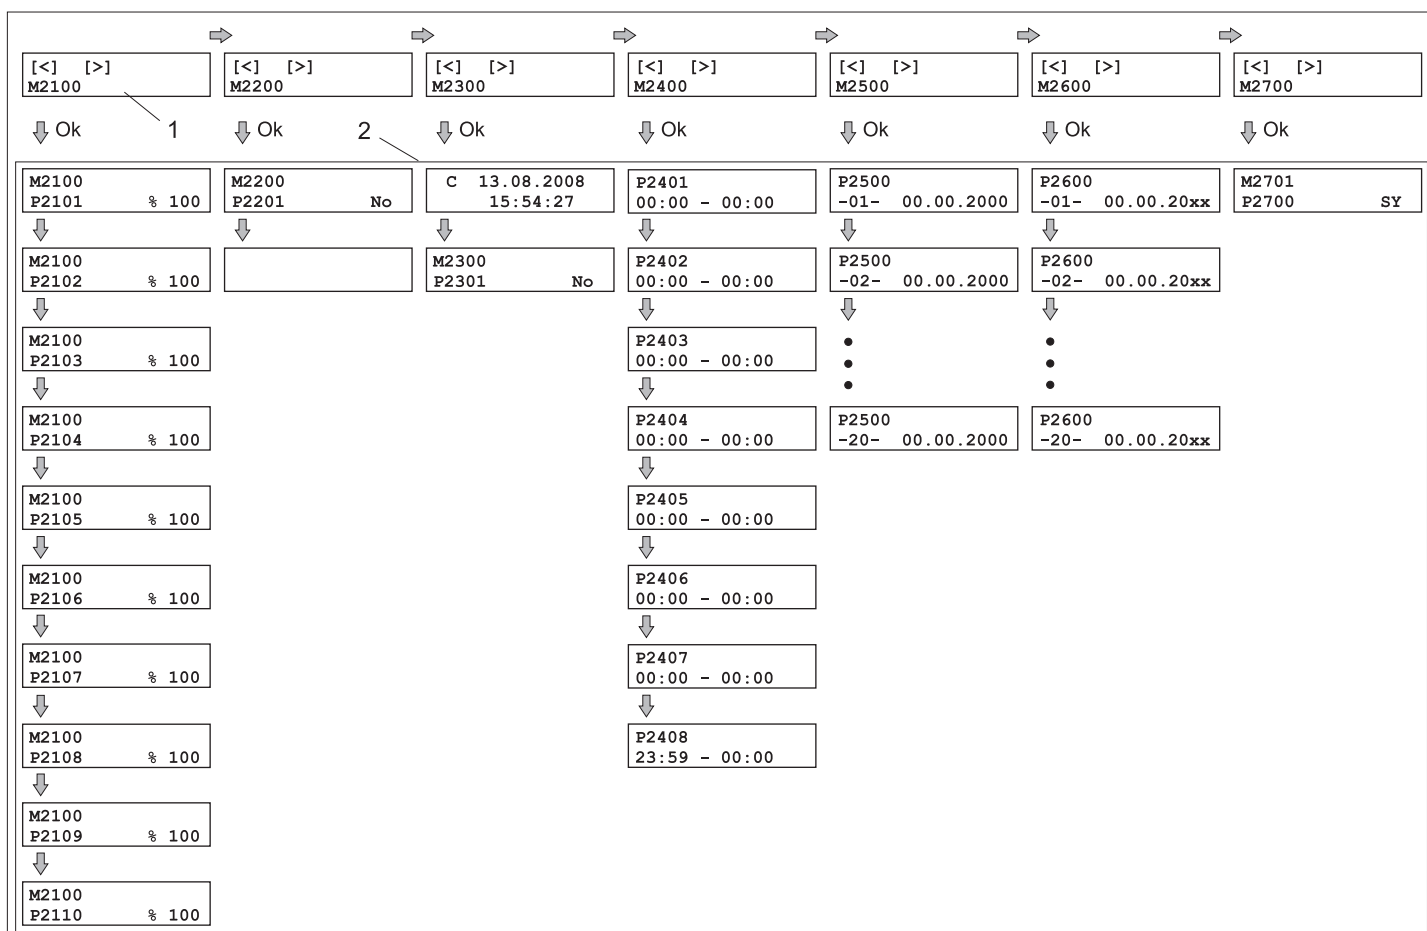 [<] [>]
M2100
[<] [>]
M2200
[<] [>]
M2300
[<] [>]
M2400
[<] [>]
M2500
[<] [>]
M2600
[<] [>]
M2700
Ok
1
Ok
2
Ok
Ok
Ok
Ok
Ok
M2100
P2101 % 100
M2100
P2102 % 100
M2100
P2103 % 100
M2100
P2104 % 100
M2100
P2105 % 100
M2100
P2106 % 100
M2100
P2107 % 100
M2100
P2108 % 100
M2100
P2109 % 100
M2100
P2110 % 100
M2200
P2201 No
C 13.08.2008
15:54:27
M2300
P2301 No
P2401
00:00 - 00:00
P2402
00:00 - 00:00
P2403
00:00 - 00:00
P2404
00:00 - 00:00
P2405
00:00 - 00:00
P2406
00:00 - 00:00
P2407
00:00 - 00:00
P2408
23:59 - 00:00
P2500
-01- 00.00.2000
P2500
-02- 00.00.2000
P2500
-20- 00.00.2000
P2600
-01- 00.00.20xx
P2600
-02- 00.00.20xx
P2600
-20- 00.00.20xx
M2701
P2700 SY